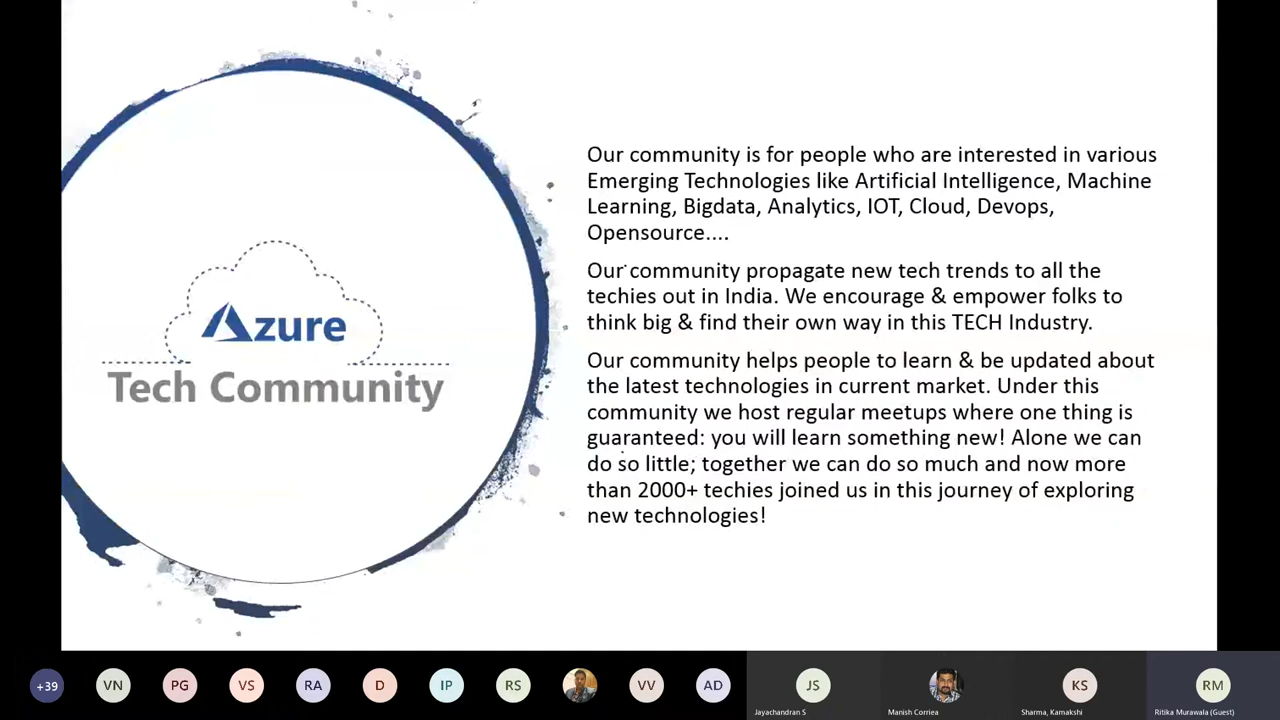 Our community is for people who are interested in various
Emerging Technologies like Artificial Intelligence, Machine
Learning, Bigdata, Analytics, IOT, Cloud, Devops,
Opensource....
Our community propagate new tech trends to all the
techies out in India. We encourage & empower folks to
think big & find their own way in this TECH Industry.
Our community helps people to learn & be updated about
the latest technologies in current market. Under this
community we host regular meetups where one thing is
guaranteed: you will learn something new! Alone we can
do so little; together we can do so much and now more
than 2000+ techies joined us in this journey of exploring
new technologies!
Azure
Tech Community
+39 VN PG VS RA D IP RS VV AD JS KS RM
Jayachandran S Manish Corriea Sharma, Kamakshi Ritika Murawala (Guest)